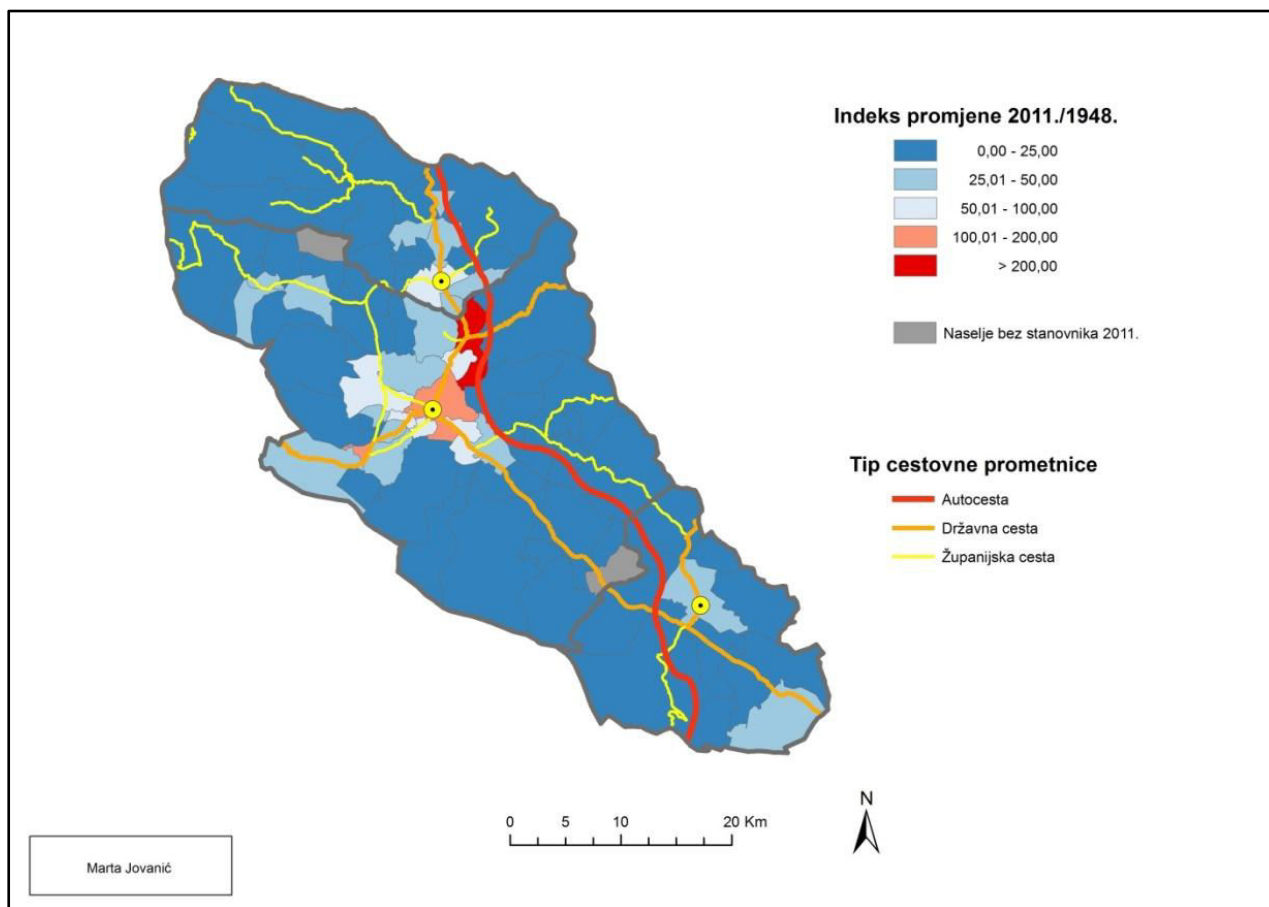 Indeks promjene 2011./1948.
0,00 - 25,00
25,01 - 50,00
50,01 - 100,00
100,01 - 200,00
> 200,00
Naselje bez stanovnika 2011.
Tip cestovne prometnice
Autocesta
Državna cesta
Županijska cesta
N
0 5 10 20 Km
Marta Jovanić